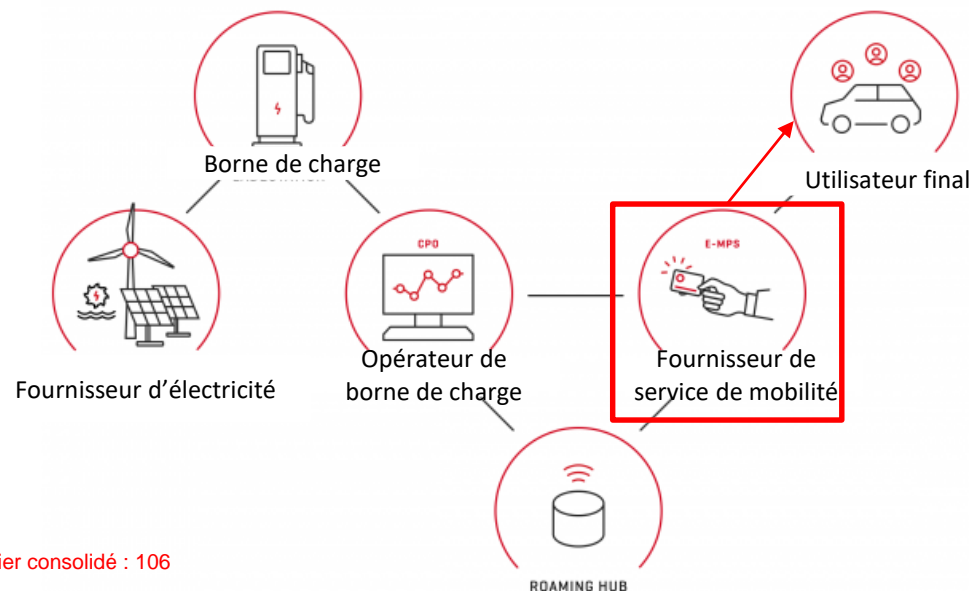 Borne de charge
Utilisateur final
CPO
E-MPS
Fournisseur d'électricité
Opérateur de
borne de charge
Fournisseur de
service de mobilité
ier consolidé : 106
ROAMING HUB